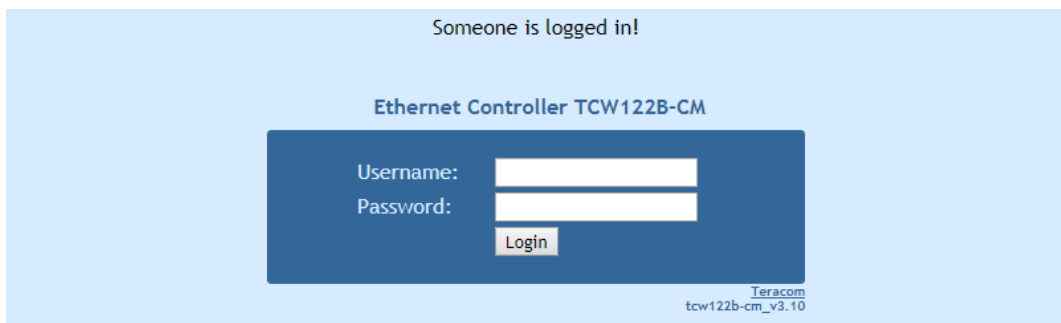 Someone is logged in!
Ethernet Controller TCW122B-CM
Username:
Password:
Login
Teracom
tcw122b-cm_v3.10